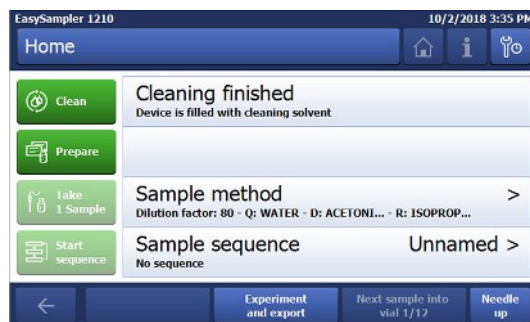 EasySampler 1210
10/2/2018 3:35 PM
Home
Clean
Cleaning finished
Device is filled with cleaning solvent
Prepare
Take
1 Sample
Sample method >
Dilution factor: 80 - Q: WATER - D: ACETONI... - R: ISOPROP...
Start
sequence
Sample sequence
Unnamed >
No sequence
Experiment
and export
Next sample into
vial 1/12
Needle
up